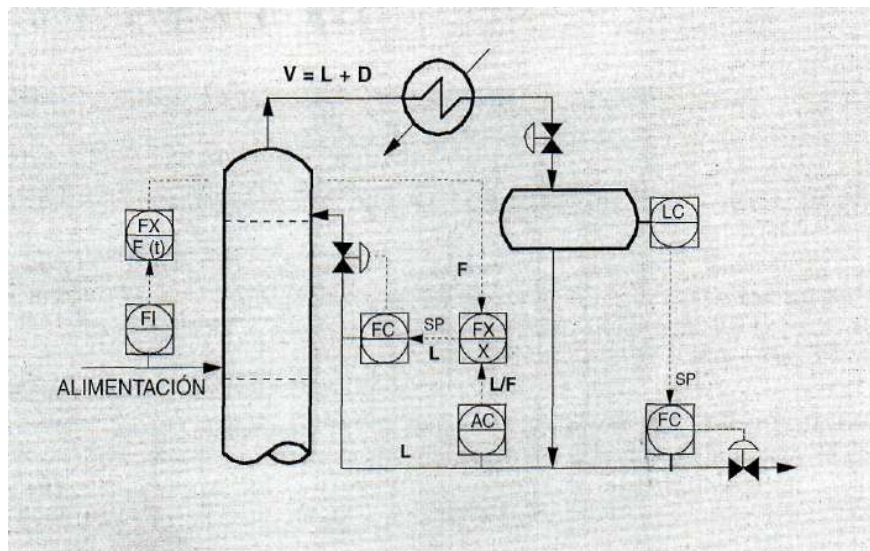 V = L + D
FX
F (t)
LC
FI
F
FC
SP
L
FX
X
L/F
ALIMENTACIÓN
SP
AC
FC
L